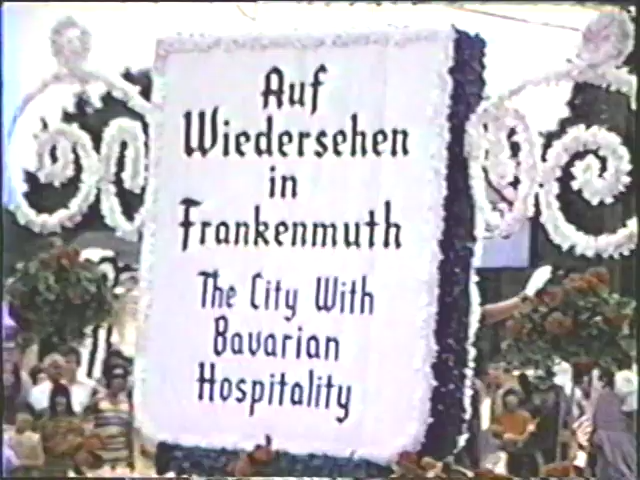 Auf
Wiedersehen
in
Frankenmuth
The City With
Bavarian
Hospitality